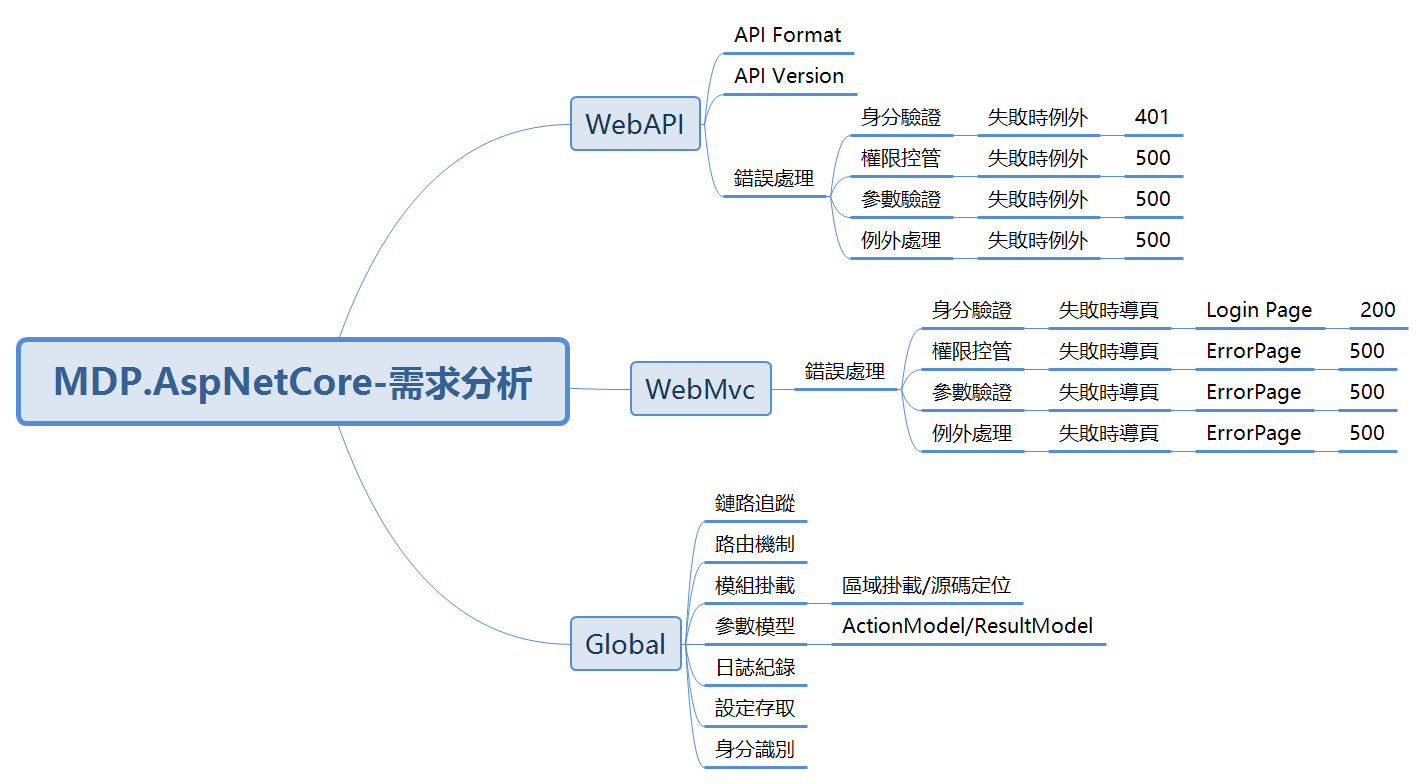 API Format
API Version
WebAPI
身分驗證 失敗時例外 401
權限控管 失敗時例外 500
錯誤處理
參數驗證 失敗時例外 500
例外處理 失敗時例外 500
身分驗證 失敗時導頁 Login Page 200
權限控管 失敗時導頁 ErrorPage 500
錯誤處理
MDP.AspNetCore-需求分析
WebMvc
參數驗證 失敗時導頁 ErrorPage 500
例外處理 失敗時導頁 ErrorPage 500
鏈路追蹤
路由機制
模組掛載 區域掛載/源碼定位
參數模型 ActionModel/ResultModel
Global
日誌紀錄
設定存取
身分識別